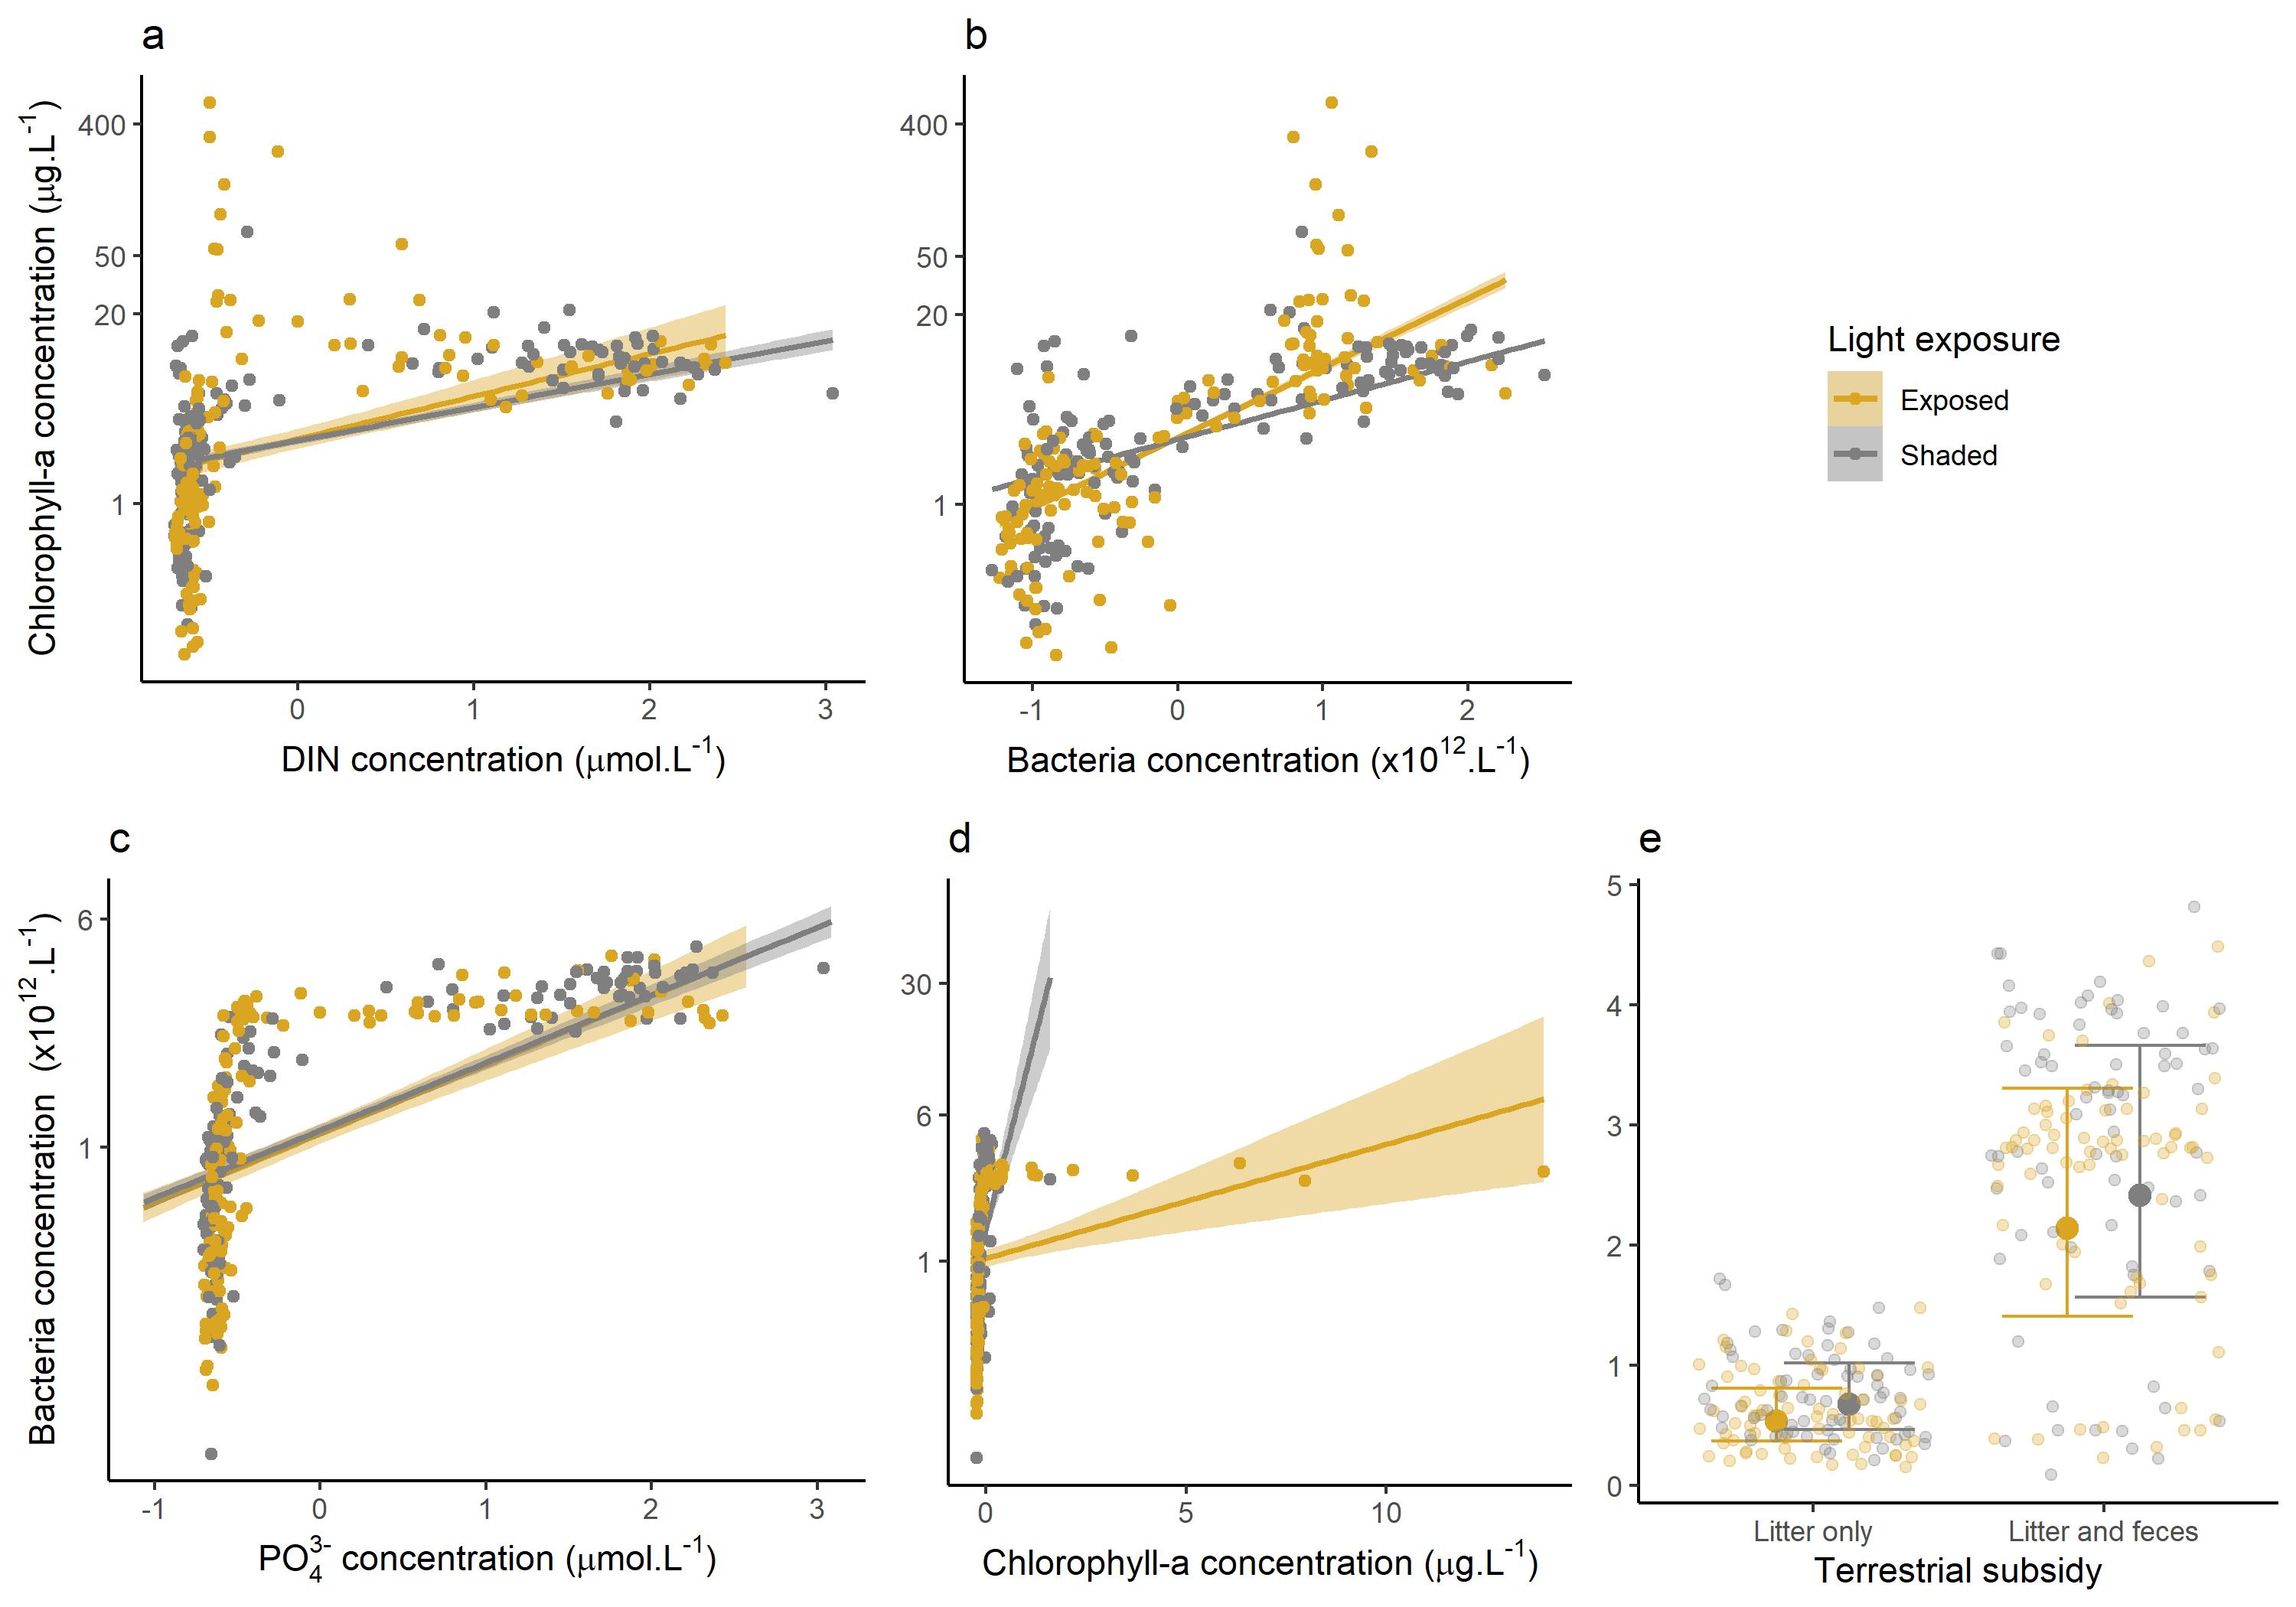 a
Chlorophyll-a concentration (μg.L⁻¹)
400
50
20
1
0 1 2 3
DIN concentration (μmol.L⁻¹)
b
400
50
20
1
-1 0 1 2
Bacteria concentration (x10¹².L⁻¹)
Light exposure
Exposed
Shaded
c
Bacteria concentration (x10¹².L⁻¹)
6
1
-1 0 1 2 3
PO₄³⁻ concentration (μmol.L⁻¹)
d
30
6
1
0 5 10
Chlorophyll-a concentration (μg.L⁻¹)
e
5
4
3
2
1
0
Litter only Litter and feces
Terrestrial subsidy